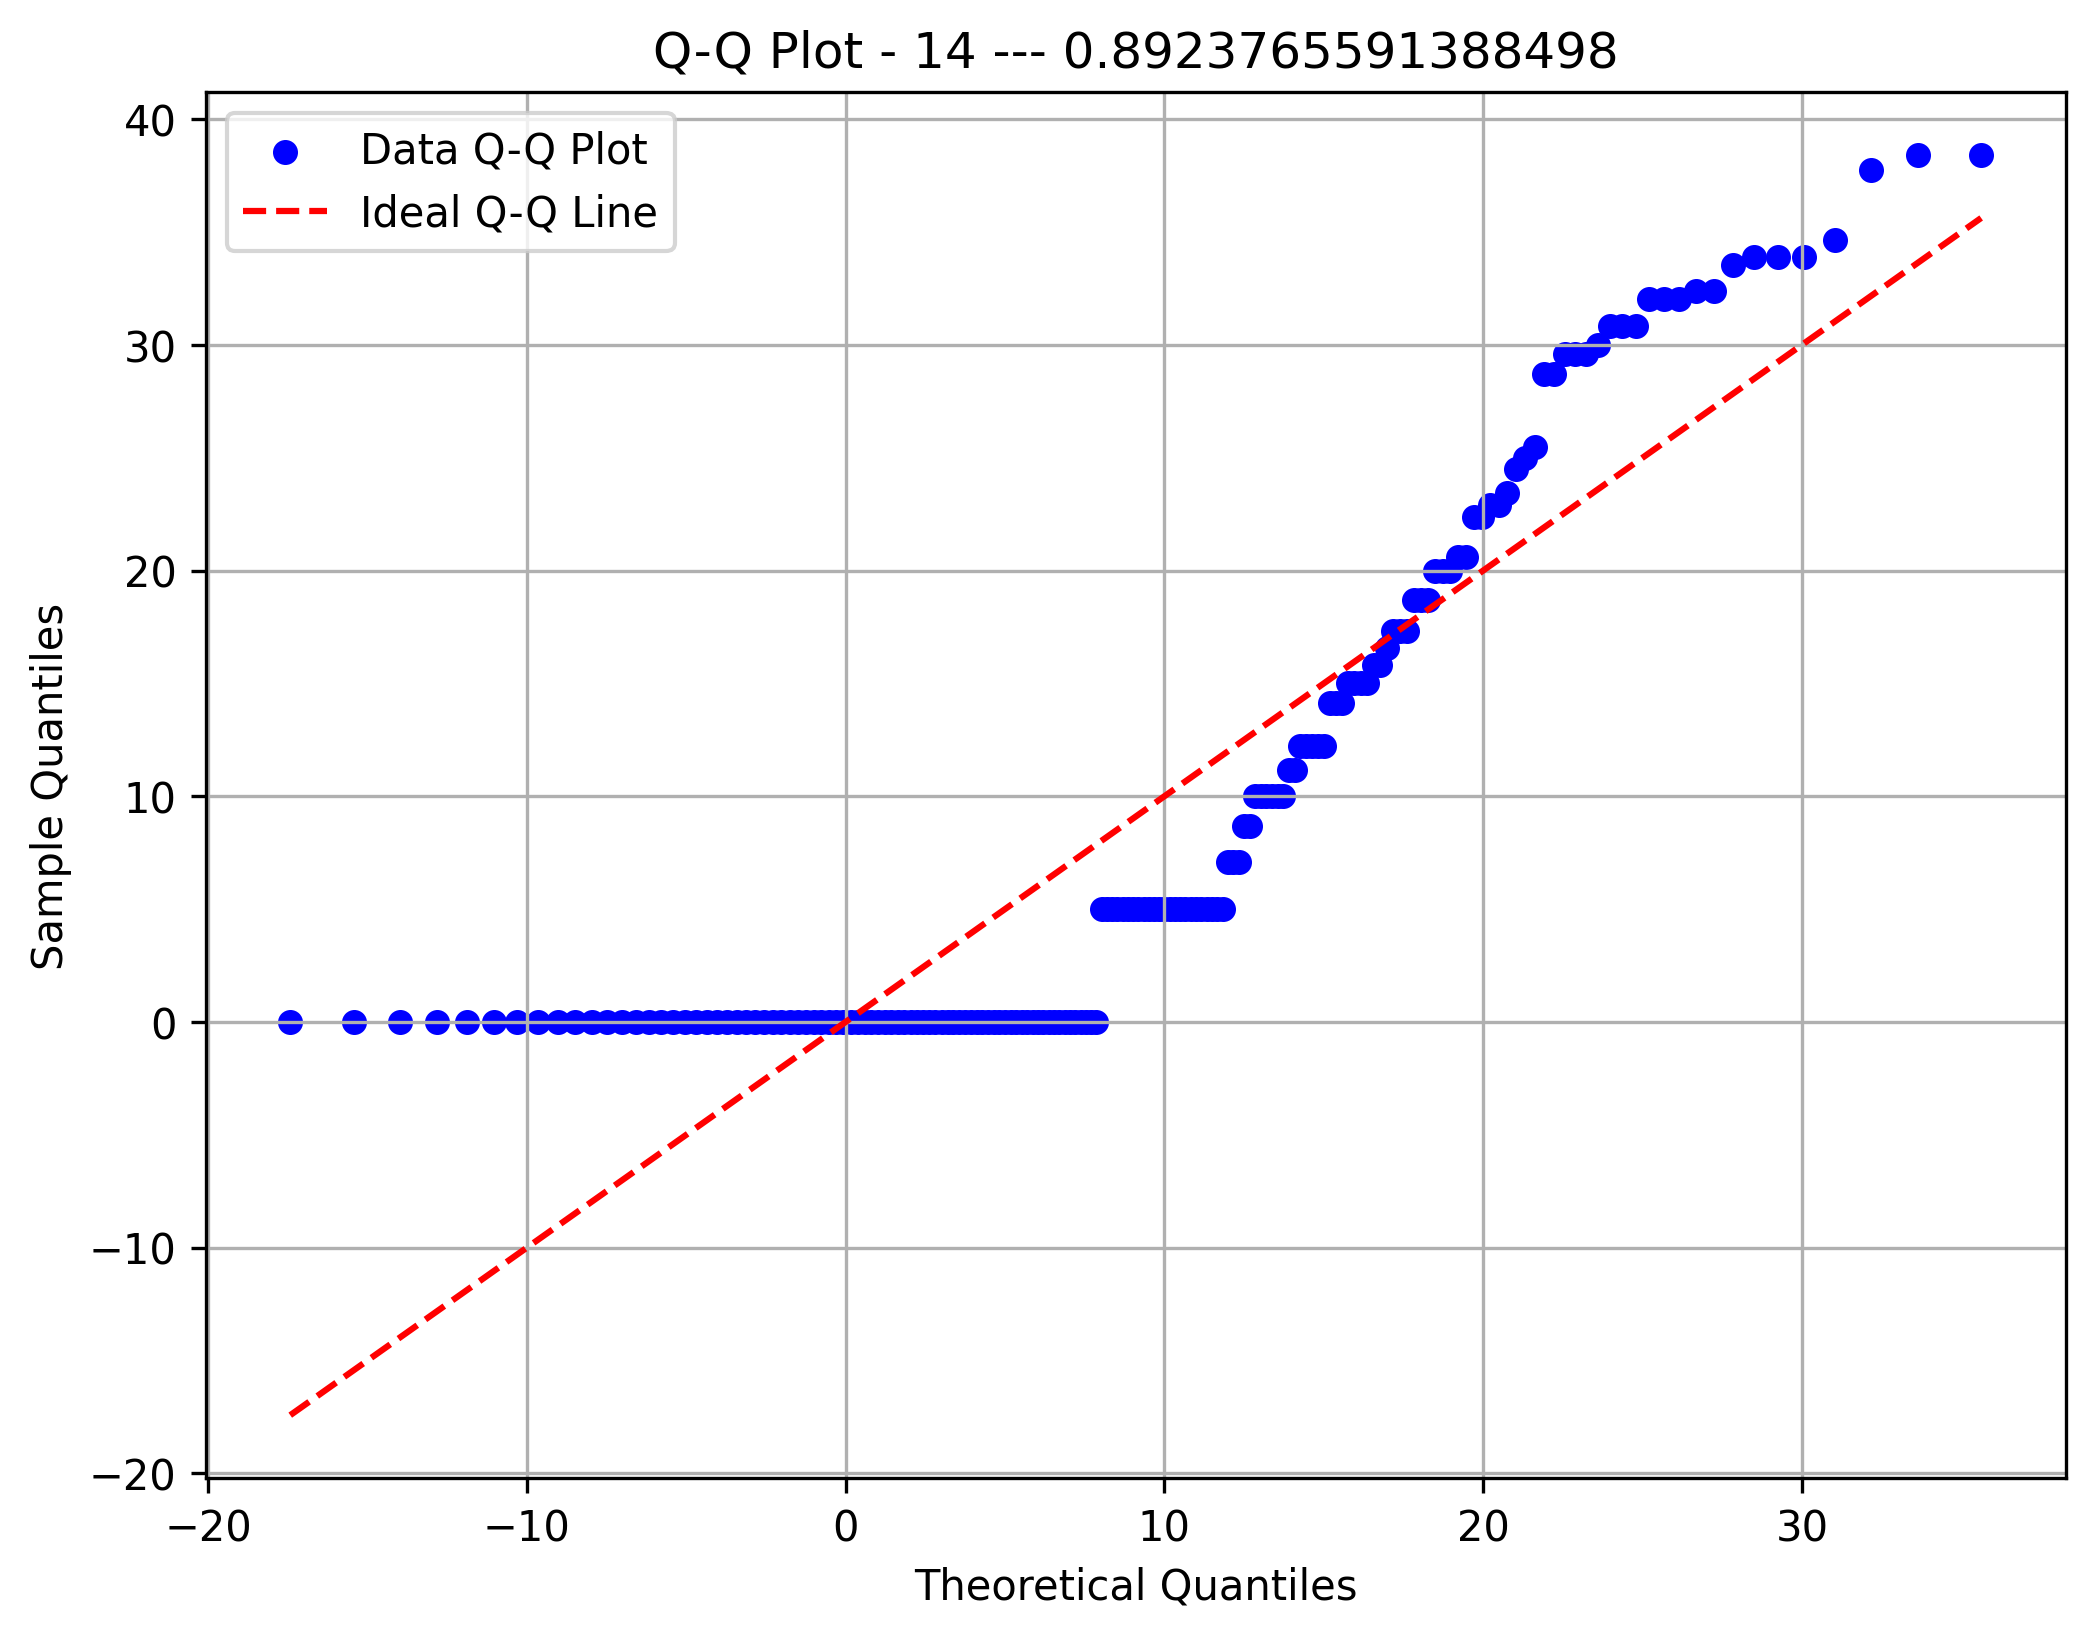 Q-Q Plot - 14 --- 0.8923765591388498
Data Q-Q Plot
Ideal Q-Q Line
40
30
20
10
0
−10
−20
Sample Quantiles
−20 −10 0 10 20 30
Theoretical Quantiles